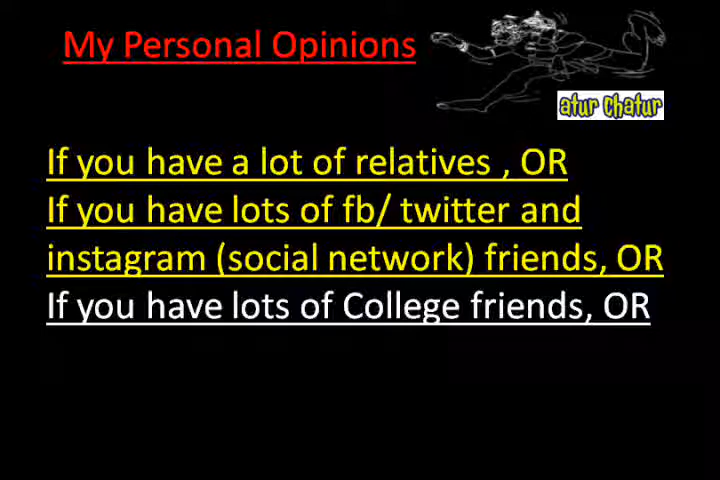 My Personal Opinions
atur chatur
If you have a lot of relatives , OR
If you have lots of fb/ twitter and
instagram (social network) friends, OR
If you have lots of College friends, OR